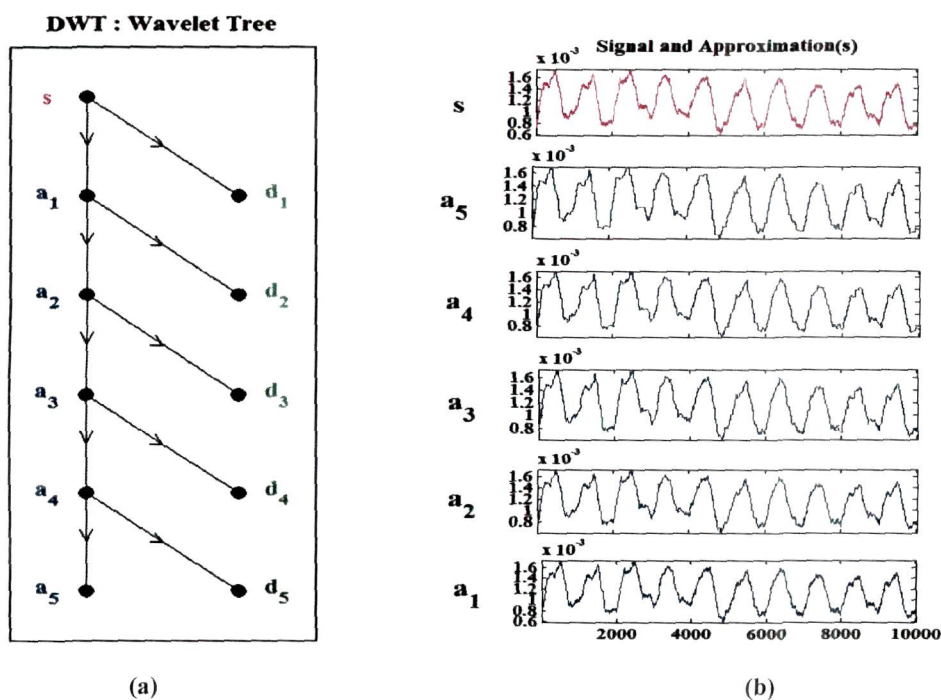 DWT : Wavelet Tree
s
a1
d1
a2
d2
a3
d3
a4
d4
a5
d5
(a)
Signal and Approximation(s)
x 10-3
s
1.6
1.4
1.2
1
0.8
0.6
x 10-3
a5
1.6
1.4
1.2
1
0.8
x 10-3
a4
1.6
1.4
1.2
1
0.8
x 10-3
a3
1.6
1.4
1.2
1
0.8
x 10-3
a2
1.6
1.4
1.2
1
0.8
x 10-3
a1
1.6
1.4
1.2
1
0.8
0.6
2000 4000 6000 8000 10000
(b)